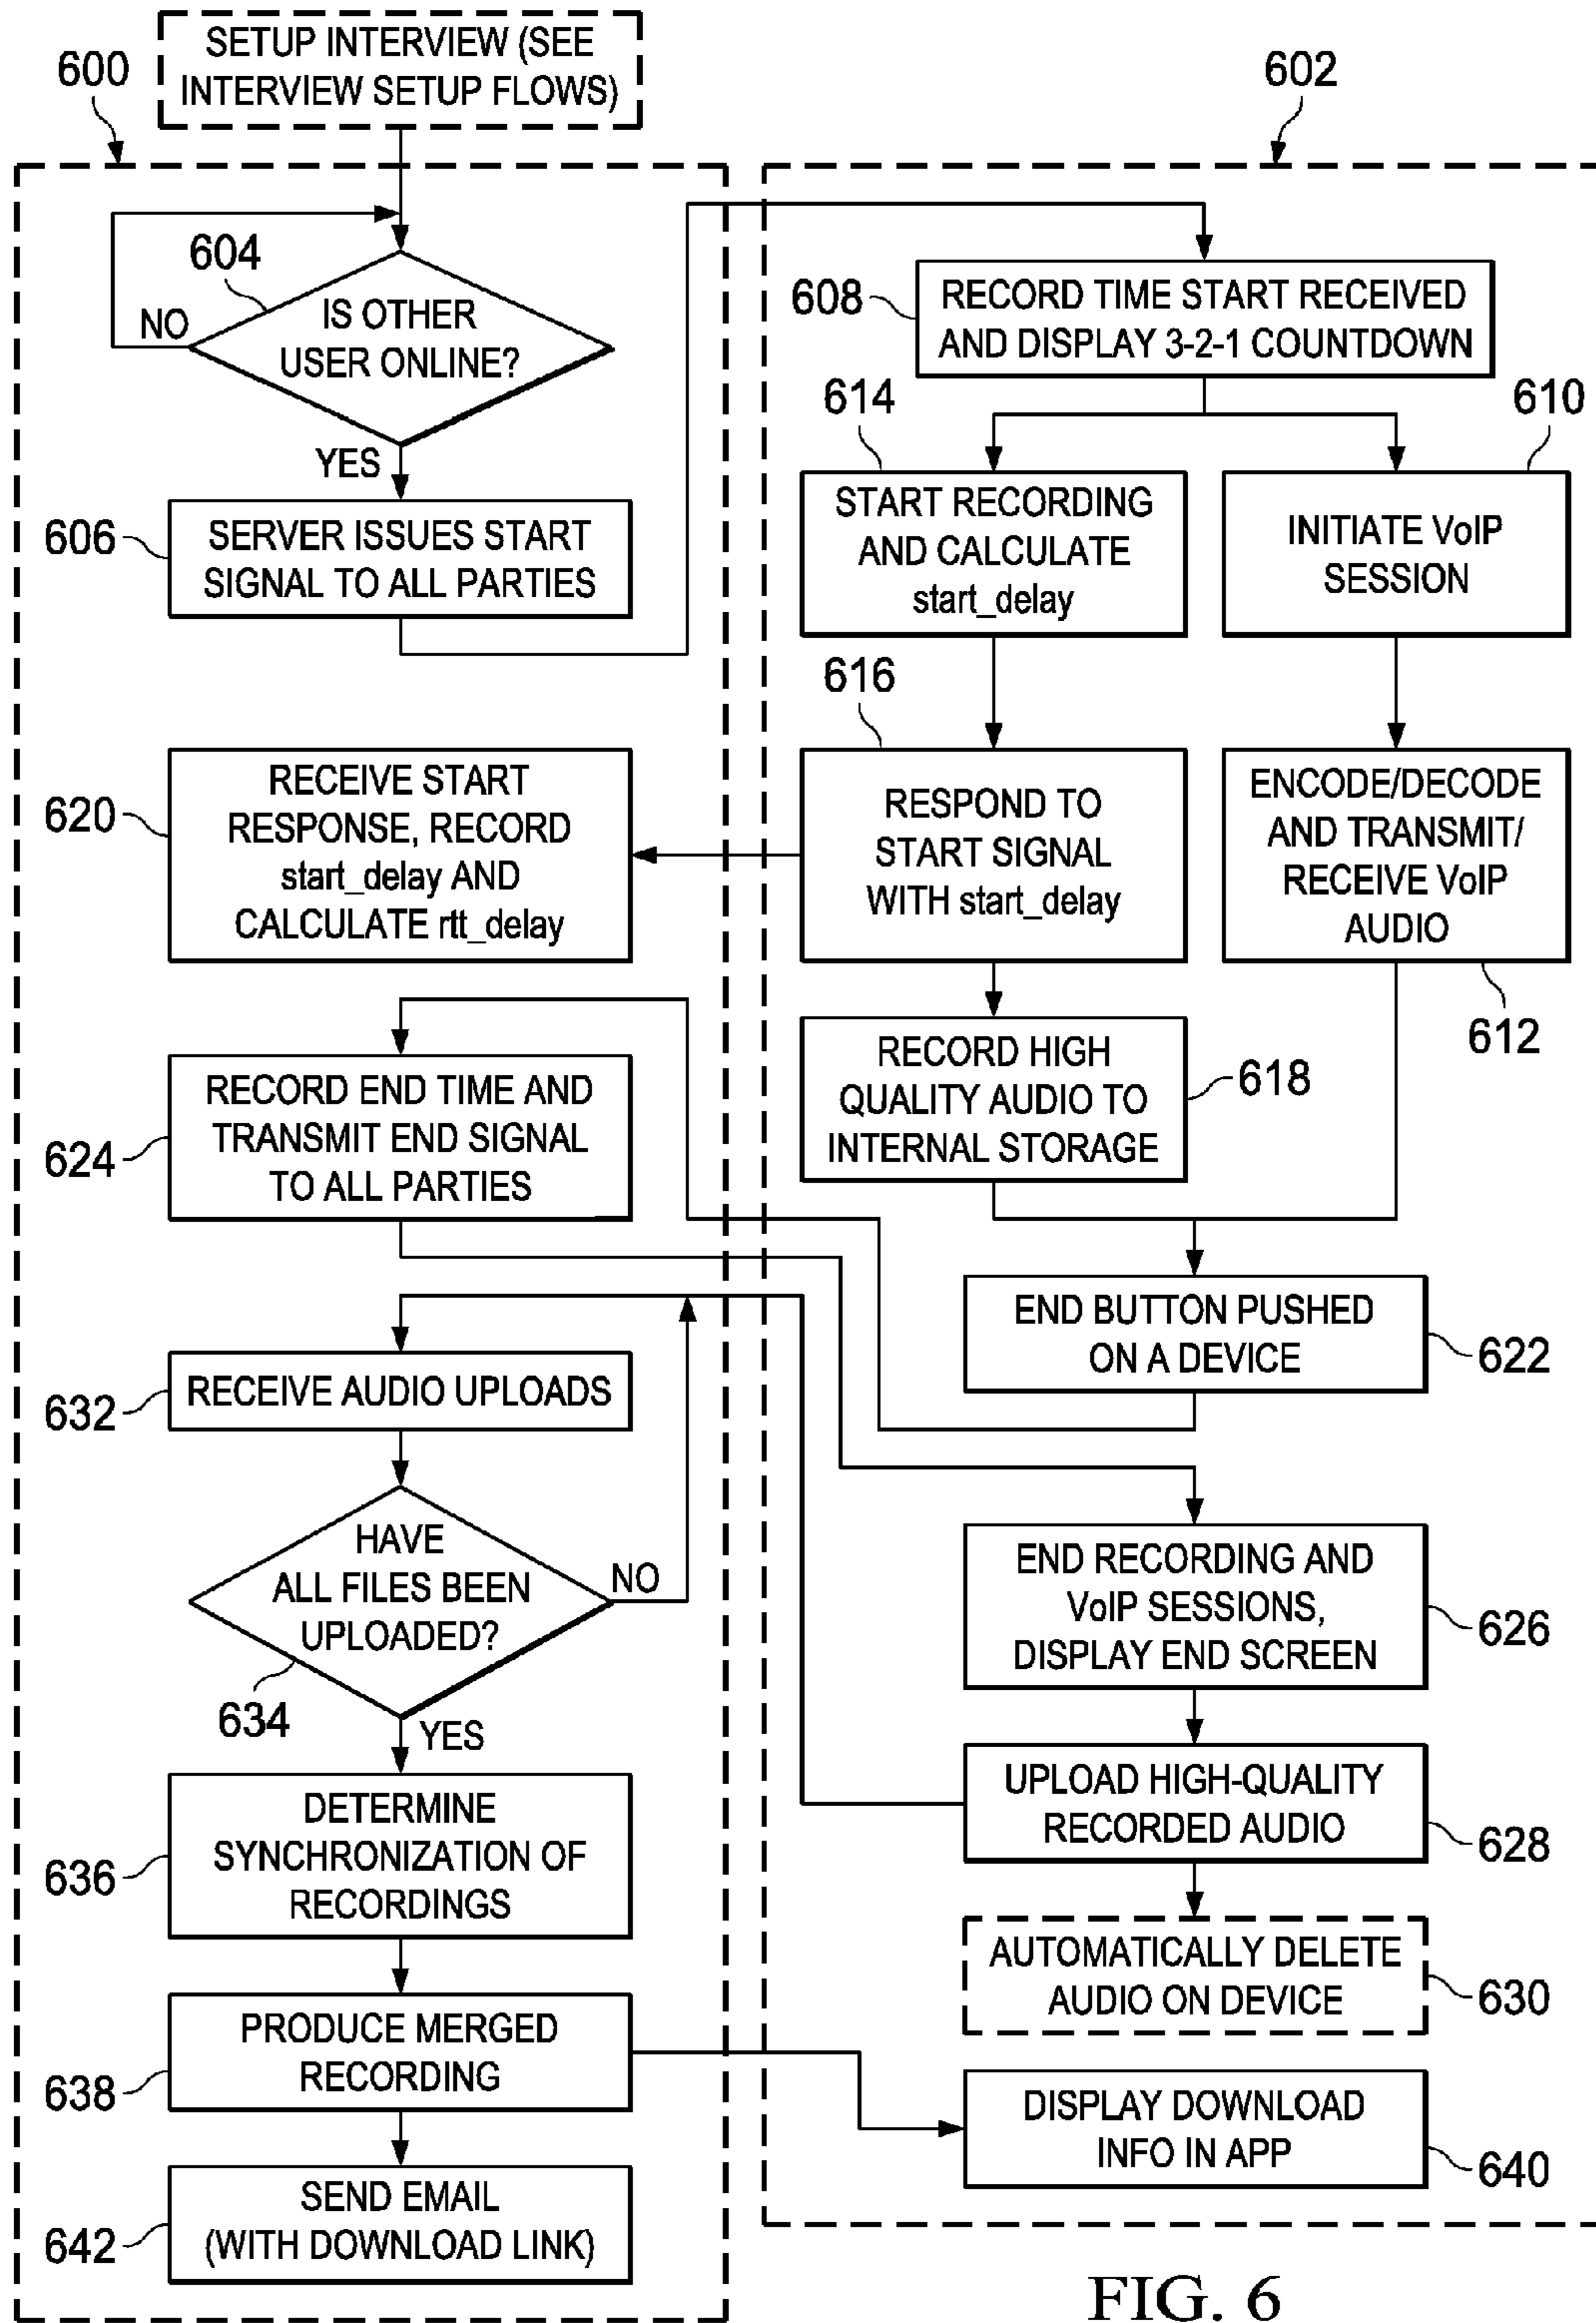 SETUP INTERVIEW (SEE
INTERVIEW SETUP FLOWS)
600
602
604
IS OTHER
USER ONLINE?
NO
YES
606
SERVER ISSUES START
SIGNAL TO ALL PARTIES
608
RECORD TIME START RECEIVED
AND DISPLAY 3-2-1 COUNTDOWN
614
START RECORDING
AND CALCULATE
start_delay
610
INITIATE VoIP
SESSION
616
RESPOND TO
START SIGNAL
WITH start_delay
ENCODE/DECODE
AND TRANSMIT/
RECEIVE VoIP
AUDIO
612
620
RECEIVE START
RESPONSE, RECORD
start_delay AND
CALCULATE rtt_delay
RECORD HIGH
QUALITY AUDIO TO
INTERNAL STORAGE
618
624
RECORD END TIME AND
TRANSMIT END SIGNAL
TO ALL PARTIES
END BUTTON PUSHED
ON A DEVICE
622
632
RECEIVE AUDIO UPLOADS
HAVE
ALL FILES BEEN
UPLOADED?
NO
634
YES
END RECORDING AND
VoIP SESSIONS,
DISPLAY END SCREEN
626
UPLOAD HIGH-QUALITY
RECORDED AUDIO
628
636
DETERMINE
SYNCHRONIZATION OF
RECORDINGS
AUTOMATICALLY DELETE
AUDIO ON DEVICE
630
638
PRODUCE MERGED
RECORDING
DISPLAY DOWNLOAD
INFO IN APP
640
642
SEND EMAIL
(WITH DOWNLOAD LINK)
FIG. 6